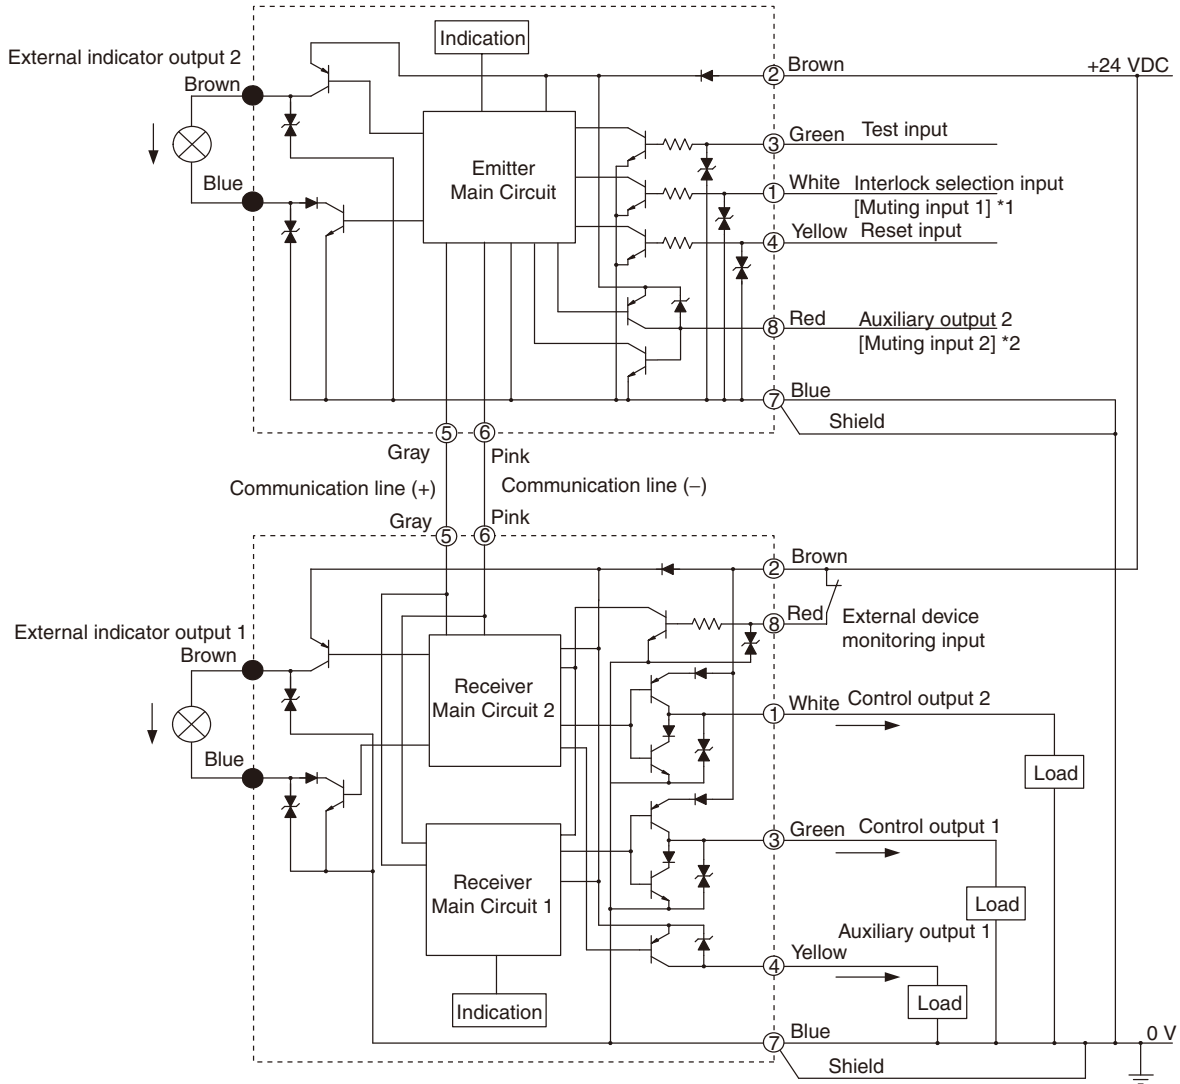 Indication
External indicator output 2
Brown
Blue
Emitter
Main Circuit
2 Brown
+24 VDC
3 Green Test input
1 White Interlock selection input
[Muting input 1] *1
4 Yellow Reset input
8 Red Auxiliary output 2
[Muting input 2] *2
7 Blue
Shield
5 6
Gray Pink
Communication line (+) Communication line (−)
Gray Pink
5 6
2 Brown
8 Red External device
monitoring input
External indicator output 1
Brown
Blue
Receiver
Main Circuit 2
1 White Control output 2
Load
Receiver
Main Circuit 1
3 Green Control output 1
Load
Auxiliary output 1
4 Yellow
Load
Indication
7 Blue
0 V
Shield